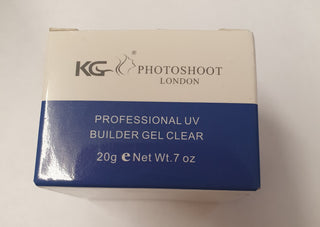 KG® PHOTOSHOOT
LONDON
PROFESSIONAL UV
BUILDER GEL CLEAR
20g ℮ Net Wt.7 oz